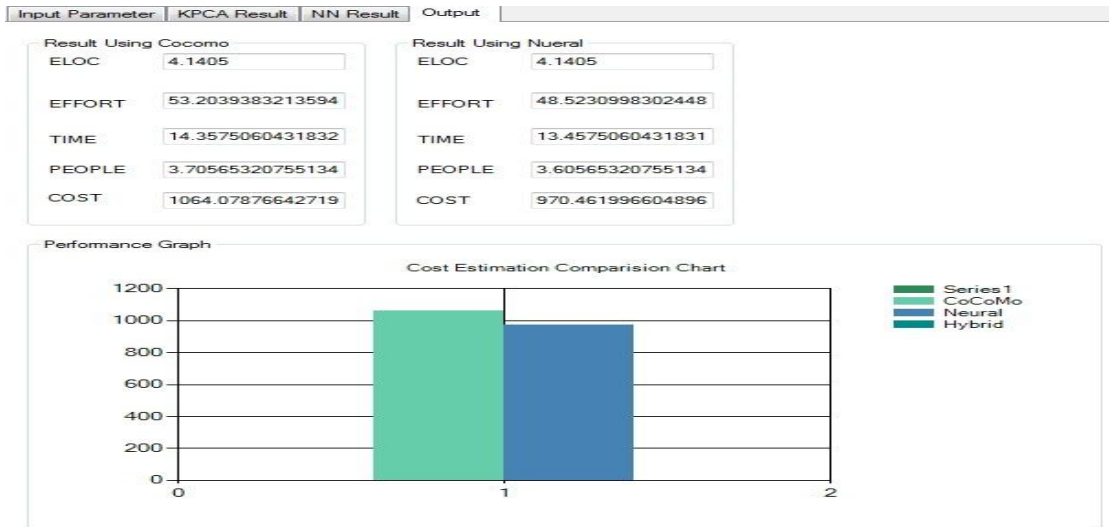 Input Parameter KPCA Result NN Result Output
Result Using Cocomo
ELOC 4.1405
EFFORT 53.2039383213594
TIME 14.3575060431832
PEOPLE 3.70565320755134
COST 1064.07876642719
Result Using Nueral
ELOC 4.1405
EFFORT 48.5230998302448
TIME 13.4575060431831
PEOPLE 3.60565320755134
COST 970.461996604896
Performance Graph
Cost Estimation Comparision Chart
1200
1000
800
600
400
200
0
0 1 2
Series1
CoCoMo
Neural
Hybrid